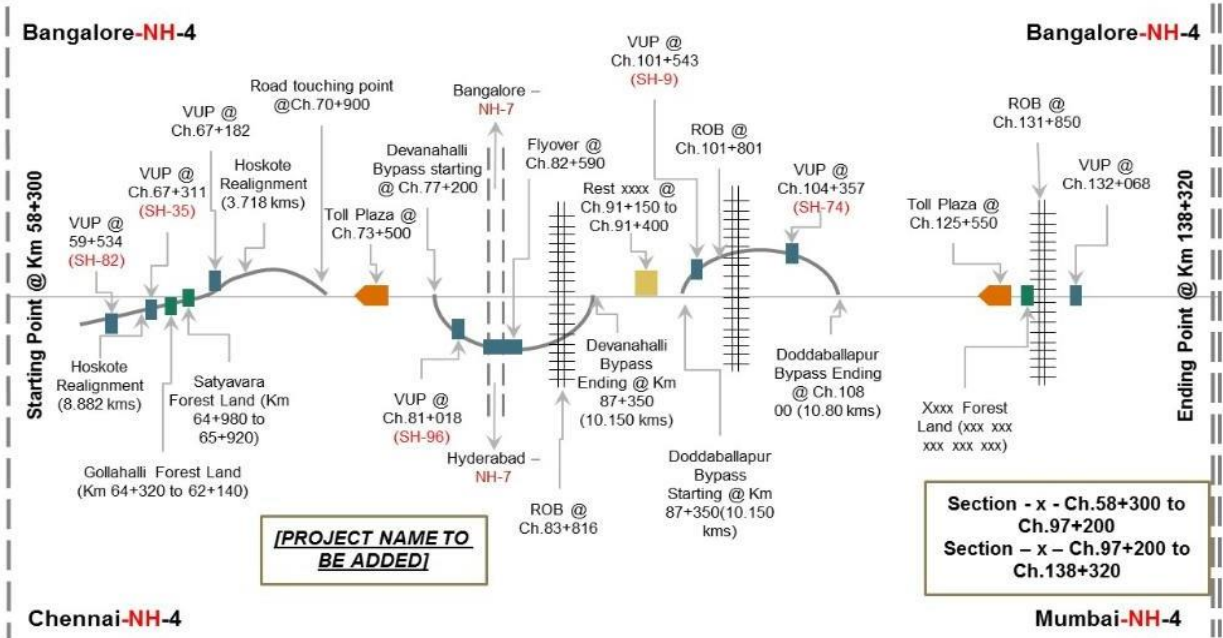 Bangalore-NH-4
Bangalore-NH-4
Starting Point @ Km 58+300
VUP @
59+534
(SH-82)
VUP @
Ch.67+311
(SH-35)
VUP @
Ch.67+182
Hoskote
Realignment
(3.718 kms)
Road touching point
@Ch.70+900
Toll Plaza @
Ch.73+500
Devanahalli
Bypass starting
@ Ch.77+200
Bangalore –
NH-7
Flyover @
Ch.82+590
Rest xxxx @
Ch.91+150 to
Ch.91+400
VUP @
Ch.101+543
(SH-9)
ROB @
Ch.101+801
VUP @
Ch.104+357
(SH-74)
Toll Plaza @
Ch.125+550
ROB @
Ch.131+850
VUP @
Ch.132+068
Ending Point @ Km 138+320
Hoskote
Realignment
(8.882 kms)
Gollahalli Forest Land
(Km 64+320 to 62+140)
Satyavara
Forest Land (Km
64+980 to
65+920)
VUP @
Ch.81+018
(SH-96)
Hyderabad –
NH-7
ROB @
Ch.83+816
Devanahalli
Bypass
Ending @ Km
87+350
(10.150 kms)
Doddaballapur
Bypass
Starting @ Km
87+350(10.150
kms)
Doddaballapur
Bypass Ending
@ Ch.108
00 (10.80 kms)
Xxxx Forest
Land (xxx xxx
xxx xxx xxx)
[PROJECT NAME TO
BE ADDED]
Section - x - Ch.58+300 to
Ch.97+200
Section – x – Ch.97+200 to
Ch.138+320
Chennai-NH-4
Mumbai-NH-4